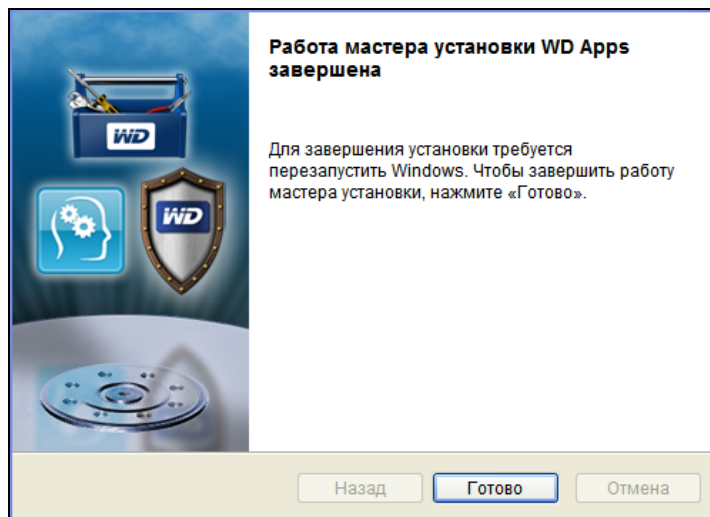 Работа мастера установки WD Apps
завершена
Для завершения установки требуется
перезапустить Windows. Чтобы завершить работу
мастера установки, нажмите «Готово».
WD
WD
Назад
Готово
Отмена